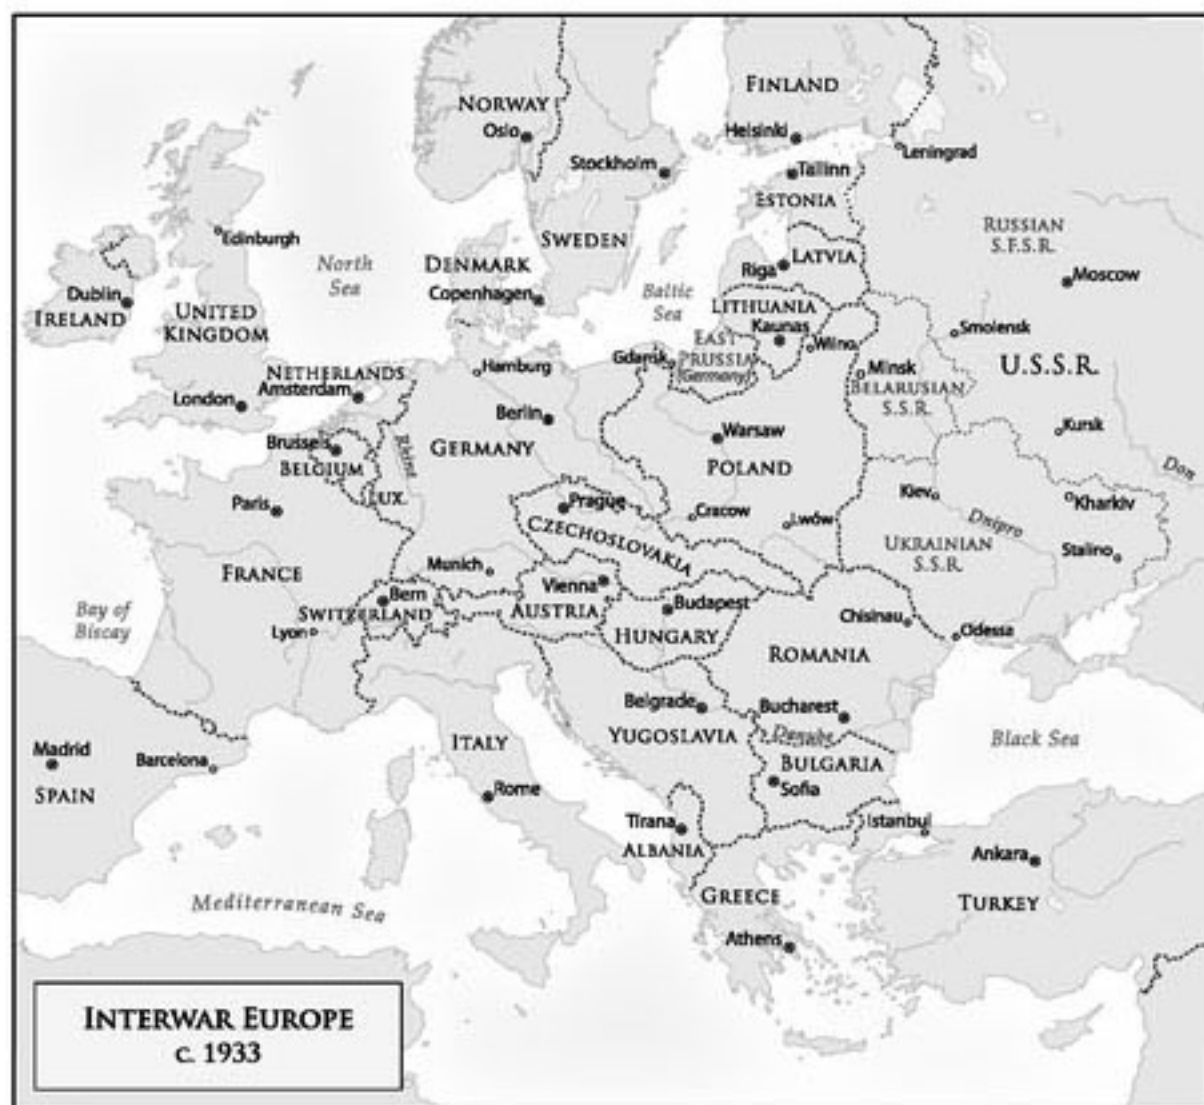 FINLAND
NORWAY
Oslo
Helsinki
Leningrad
Stockholm
Tallinn
ESTONIA
RUSSIAN
S.F.S.R.
Edinburgh
SWEDEN
North
Sea
DENMARK
LATVIA
Riga
Moscow
Dublin
IRELAND
UNITED
KINGDOM
Copenhagen
Baltic
Sea
LITHUANIA
Kaunas
Wilno
Smolensk
EAST
PRUSSIA
(Germany)
Gdańsk
Minsk
BELARUSIAN
S.S.R.
U.S.S.R.
NETHERLANDS
Amsterdam
Hamburg
London
Berlin
Kursk
Brussels
BELGIUM
Rhine
GERMANY
Warsaw
POLAND
Don
LUX.
Paris
Prague
Cracow
Lwów
Kiev
Dnipro
Kharkiv
CZECHOSLOVAKIA
UKRAINIAN
S.S.R.
Stalino
FRANCE
Munich
Vienna
Bern
SWITZERLAND
AUSTRIA
Budapest
HUNGARY
Chisinau
Odessa
Bay of
Biscay
Lyon
ROMANIA
Belgrade
Bucharest
Danube
YUGOSLAVIA
Black Sea
Madrid
SPAIN
Barcelona
ITALY
Rome
BULGARIA
Sofia
Tirana
ALBANIA
Istanbul
Ankara
TURKEY
Mediterranean Sea
GREECE
Athens
INTERWAR EUROPE
C. 1933